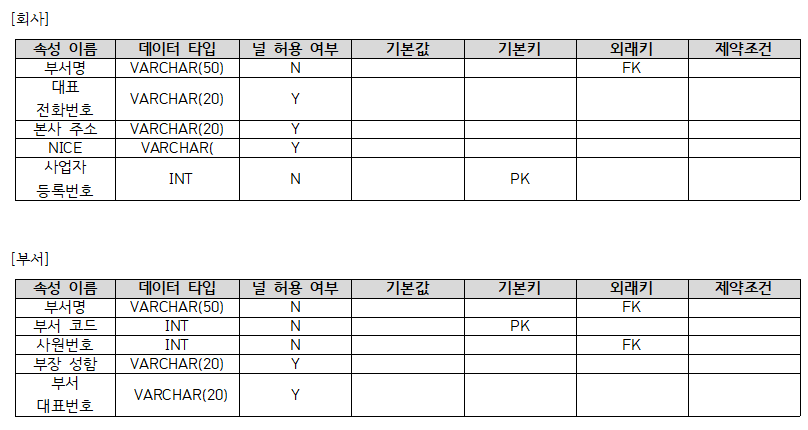 [회사]
속성 이름 데이터 타입 널 허용 여부 기본값 기본키 외래키 제약조건
부서명 VARCHAR(50) N FK
대표
전화번호 VARCHAR(20) Y
본사 주소 VARCHAR(20) Y
NICE VARCHAR( Y
사업자
등록번호 INT N PK
[부서]
속성 이름 데이터 타입 널 허용 여부 기본값 기본키 외래키 제약조건
부서명 VARCHAR(50) N FK
부서 코드 INT N PK
사원번호 INT N FK
부장 성함 VARCHAR(20) Y
부서
대표번호 VARCHAR(20) Y